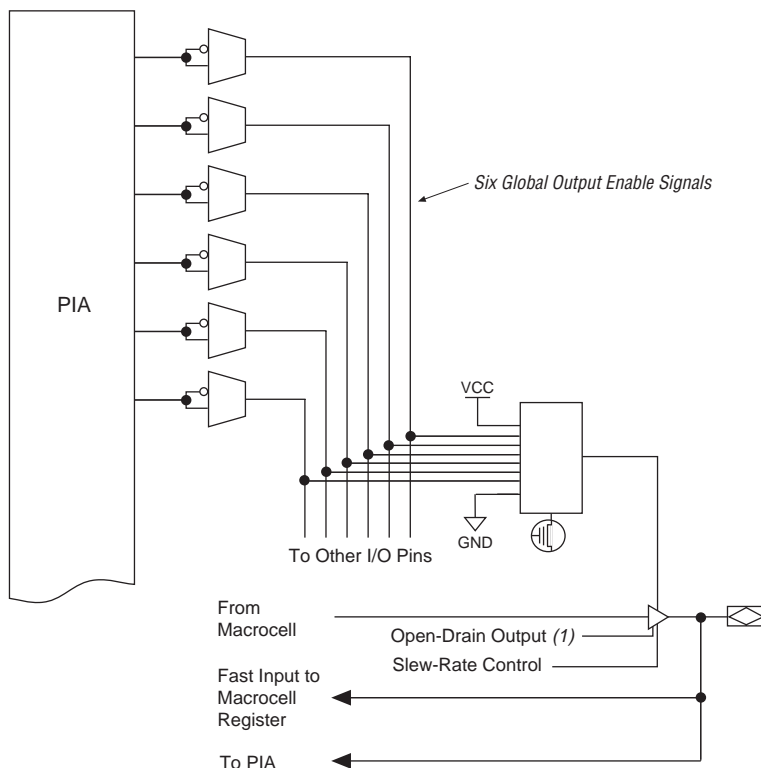 Six Global Output Enable Signals
PIA
VCC
GND
To Other I/O Pins
From
Macrocell
Open-Drain Output (1)
Slew-Rate Control
Fast Input to
Macrocell
Register
To PIA